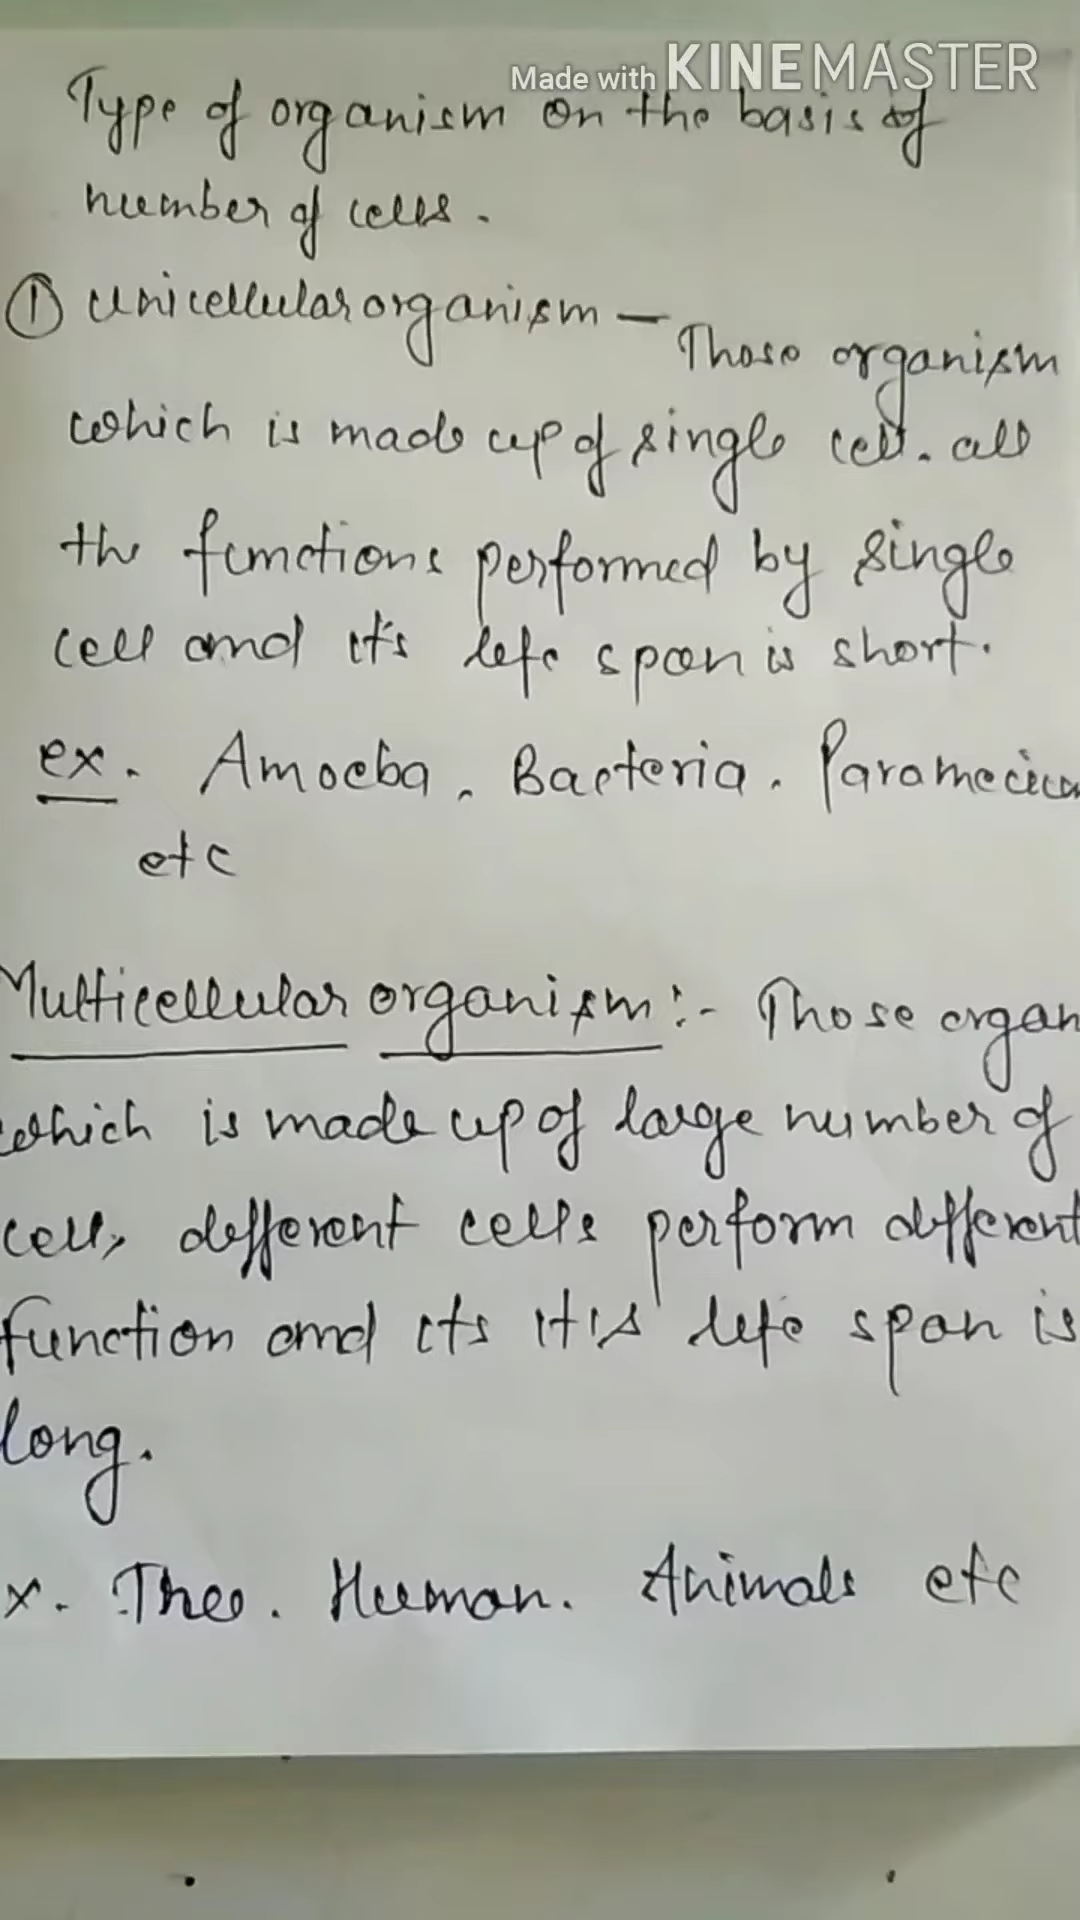 Made with KINEMASTER
Type of organism on the basis of
number of cells.
① Unicellular organism — Those organism
which is made up of single cell. all
the functions performed by single
cell and it's life span is short.
ex. Amoeba, Bacteria, Paramecium
etc
Multicellular organism :- Those organ
which is made up of large number of
cell, different cells perform different
function and its it is life span is
long.
x. Tree. Human. Animals etc